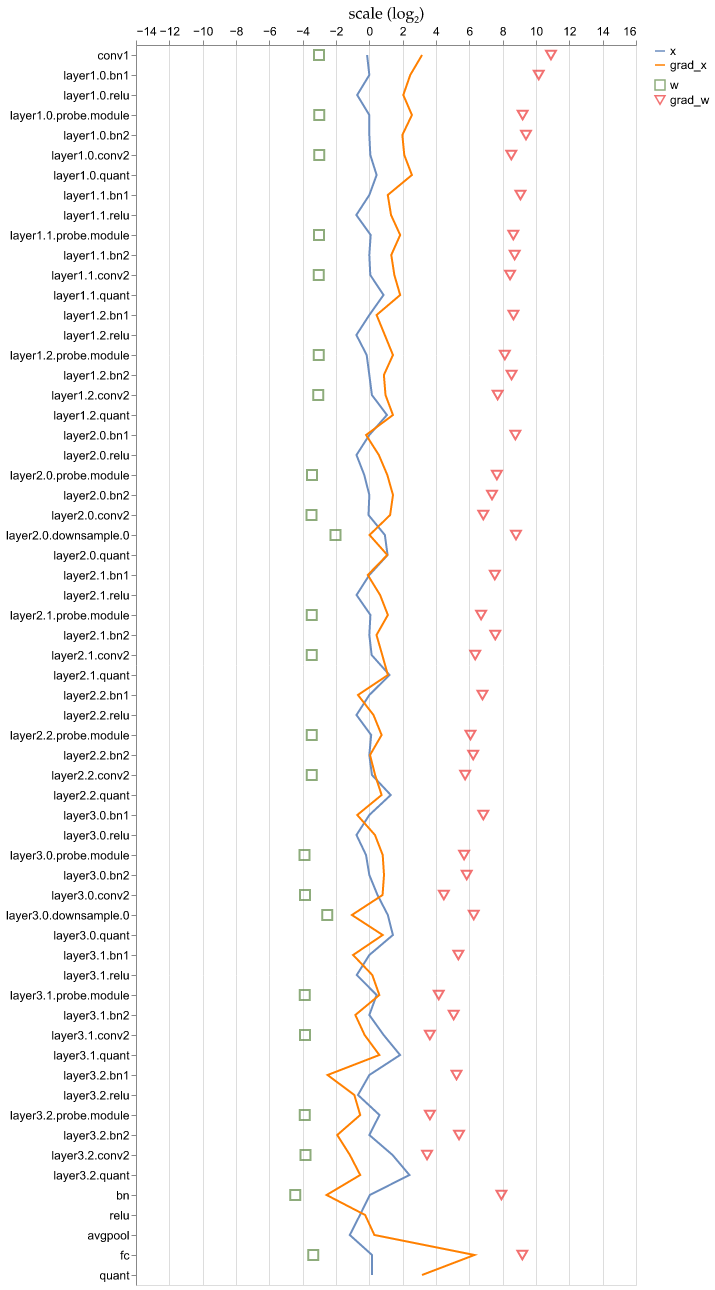 scale (log₂)
−14 −12 −10 −8 −6 −4 −2 0 2 4 6 8 10 12 14 16
x
grad_x
w
grad_w
conv1
layer1.0.bn1
layer1.0.relu
layer1.0.probe.module
layer1.0.bn2
layer1.0.conv2
layer1.0.quant
layer1.1.bn1
layer1.1.relu
layer1.1.probe.module
layer1.1.bn2
layer1.1.conv2
layer1.1.quant
layer1.2.bn1
layer1.2.relu
layer1.2.probe.module
layer1.2.bn2
layer1.2.conv2
layer1.2.quant
layer2.0.bn1
layer2.0.relu
layer2.0.probe.module
layer2.0.bn2
layer2.0.conv2
layer2.0.downsample.0
layer2.0.quant
layer2.1.bn1
layer2.1.relu
layer2.1.probe.module
layer2.1.bn2
layer2.1.conv2
layer2.1.quant
layer2.2.bn1
layer2.2.relu
layer2.2.probe.module
layer2.2.bn2
layer2.2.conv2
layer2.2.quant
layer3.0.bn1
layer3.0.relu
layer3.0.probe.module
layer3.0.bn2
layer3.0.conv2
layer3.0.downsample.0
layer3.0.quant
layer3.1.bn1
layer3.1.relu
layer3.1.probe.module
layer3.1.bn2
layer3.1.conv2
layer3.1.quant
layer3.2.bn1
layer3.2.relu
layer3.2.probe.module
layer3.2.bn2
layer3.2.conv2
layer3.2.quant
bn
relu
avgpool
fc
quant